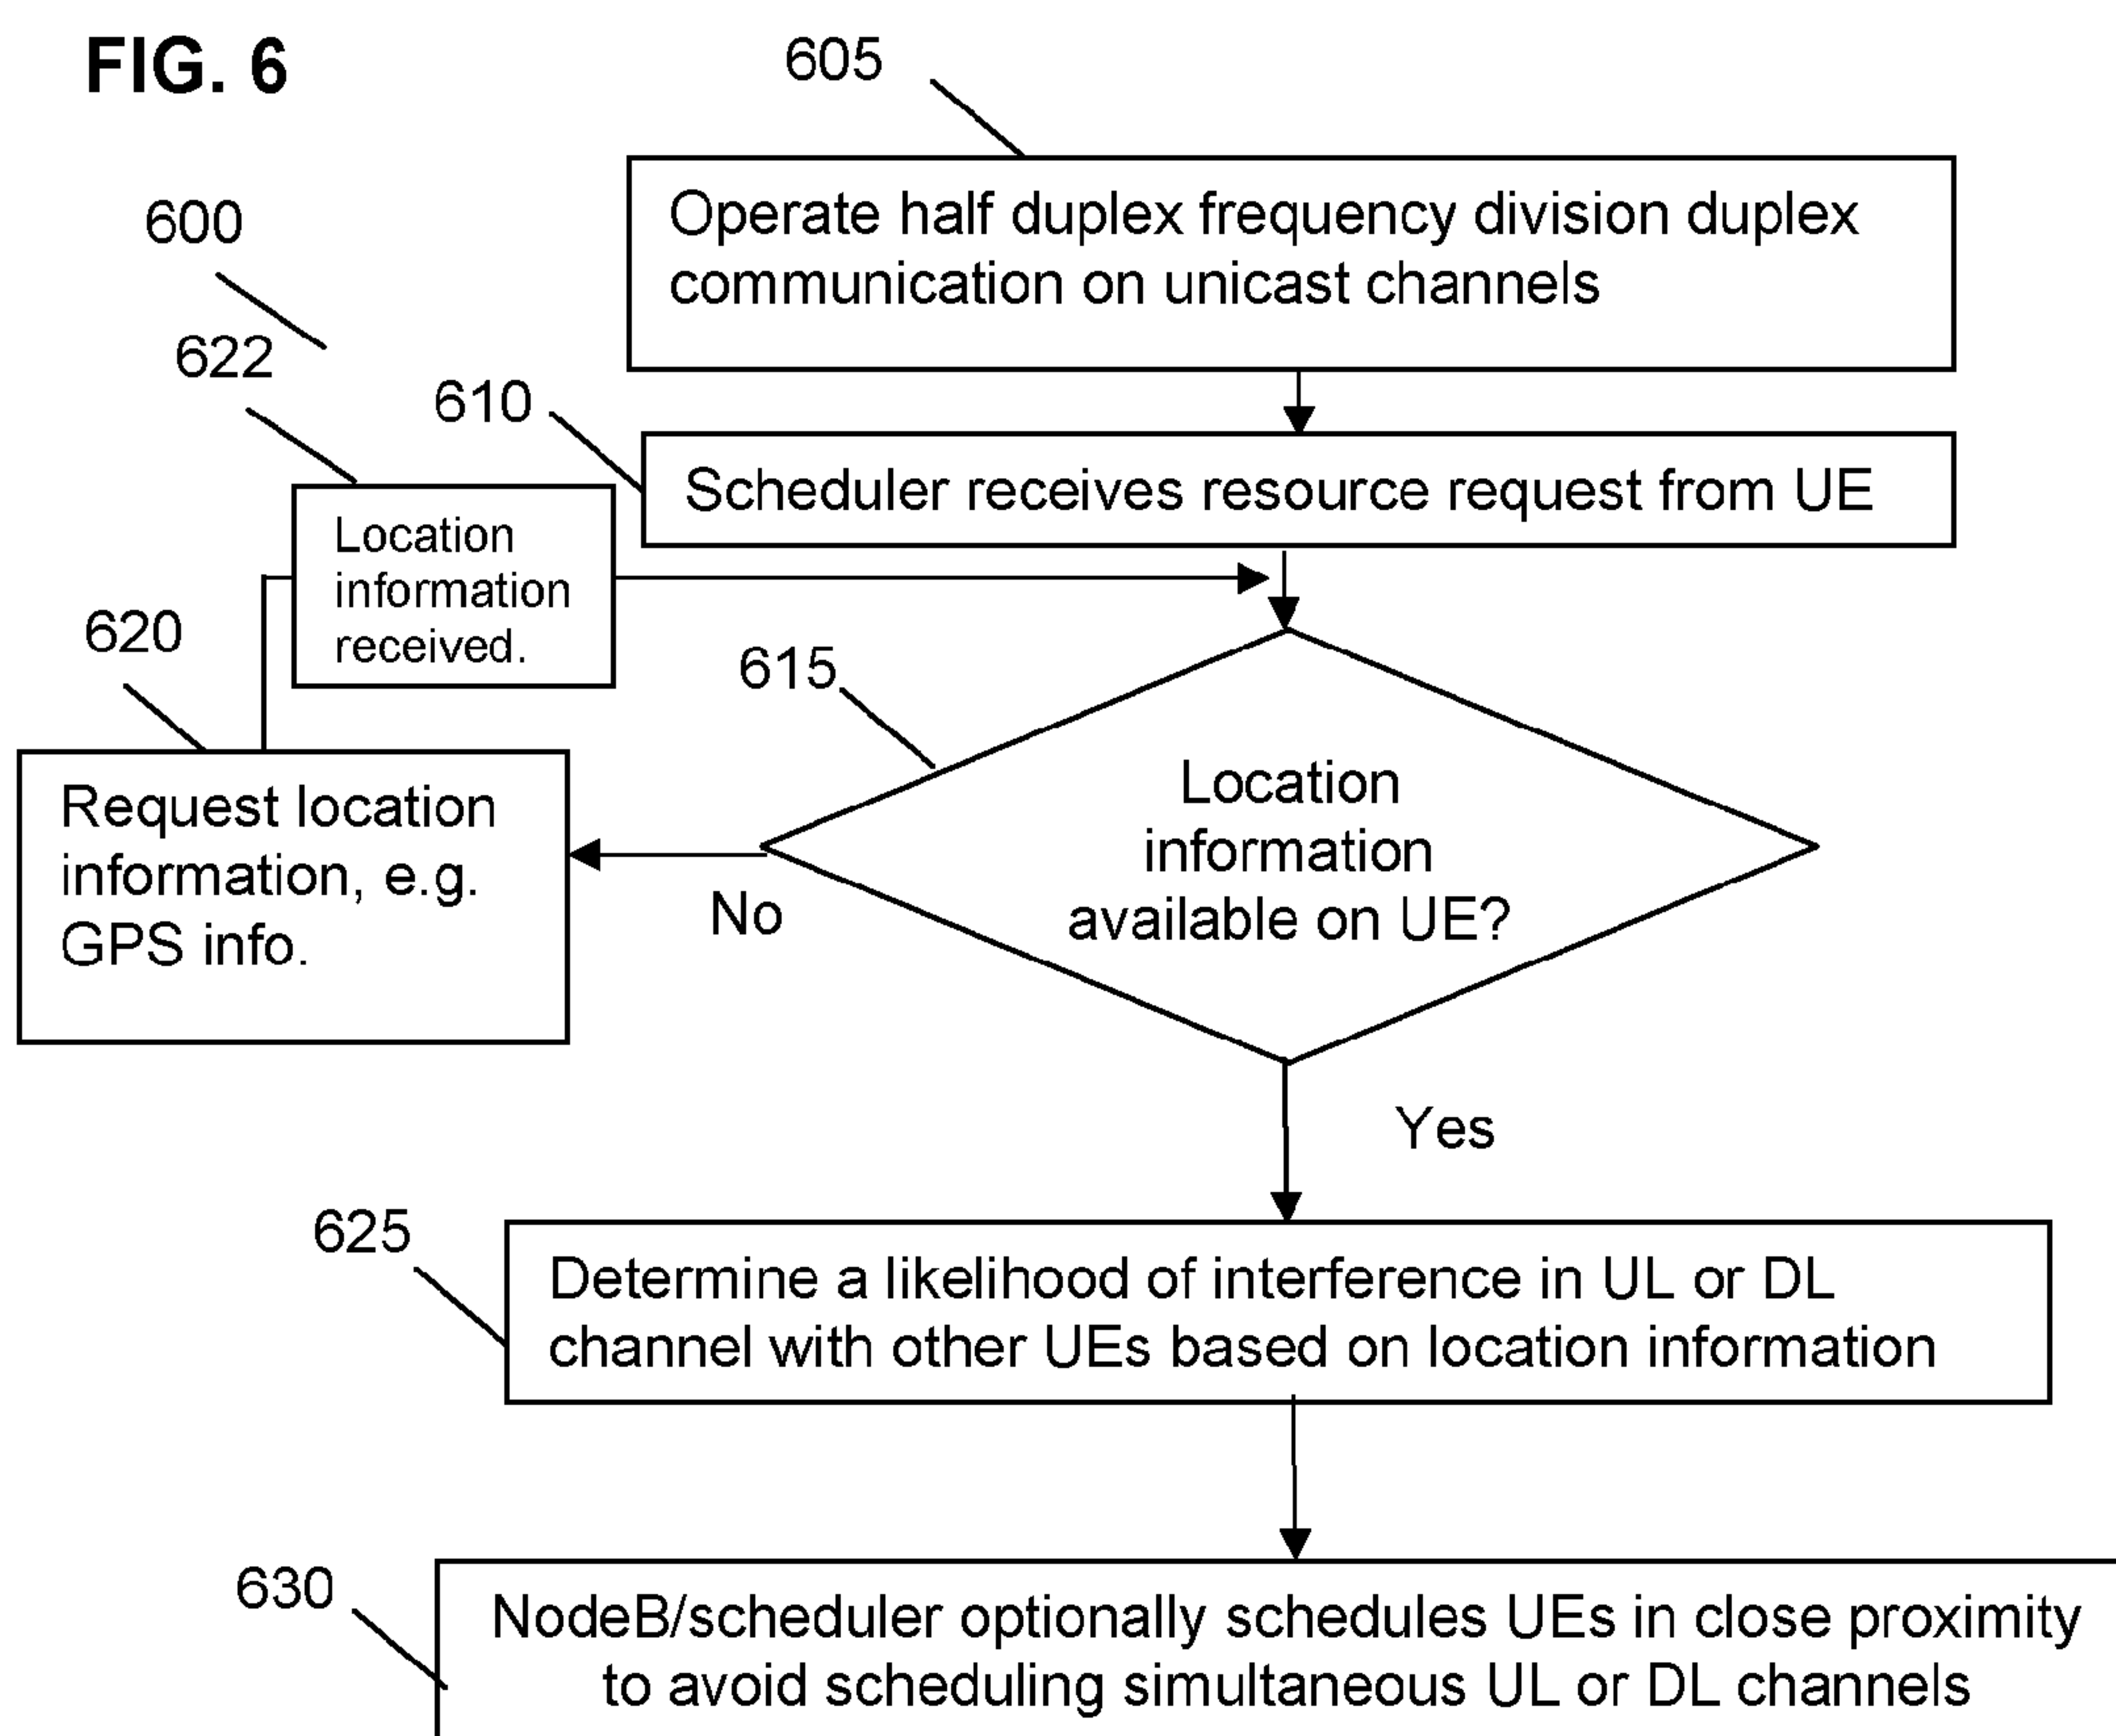 FIG. 6
605
Operate half duplex frequency division duplex
communication on unicast channels
600
622
610
Scheduler receives resource request from UE
Location
information
received.
620
615
Location
information
available on UE?
Request location
information, e.g.
GPS info.
No
Yes
625
Determine a likelihood of interference in UL or DL
channel with other UEs based on location information
630
NodeB/scheduler optionally schedules UEs in close proximity
to avoid scheduling simultaneous UL or DL channels